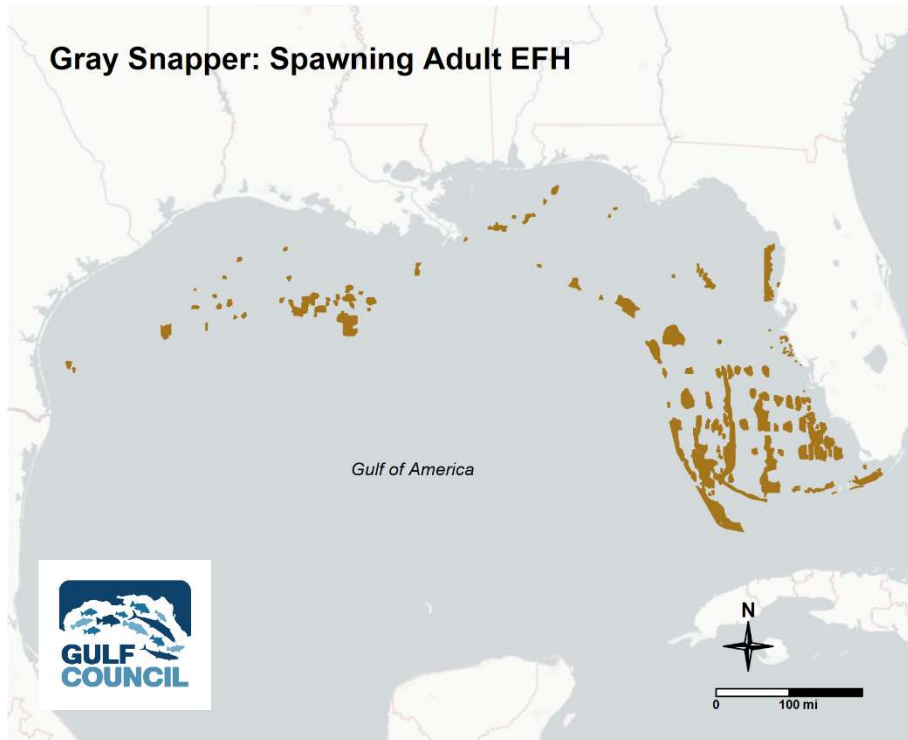 Gray Snapper: Spawning Adult EFH
Gulf of America
GULF
COUNCIL
N
0 100 mi